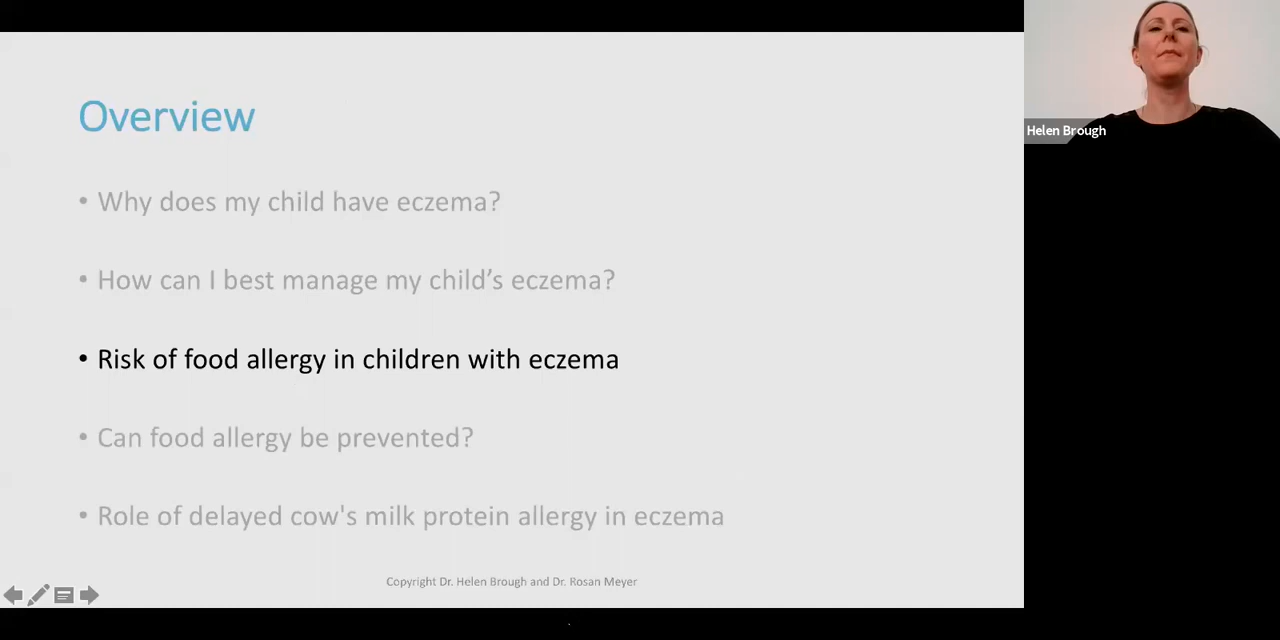 Overview
• Why does my child have eczema?
• How can I best manage my child’s eczema?
• Risk of food allergy in children with eczema
• Can food allergy be prevented?
• Role of delayed cow's milk protein allergy in eczema
Copyright Dr. Helen Brough and Dr. Rosan Meyer
Helen Brough